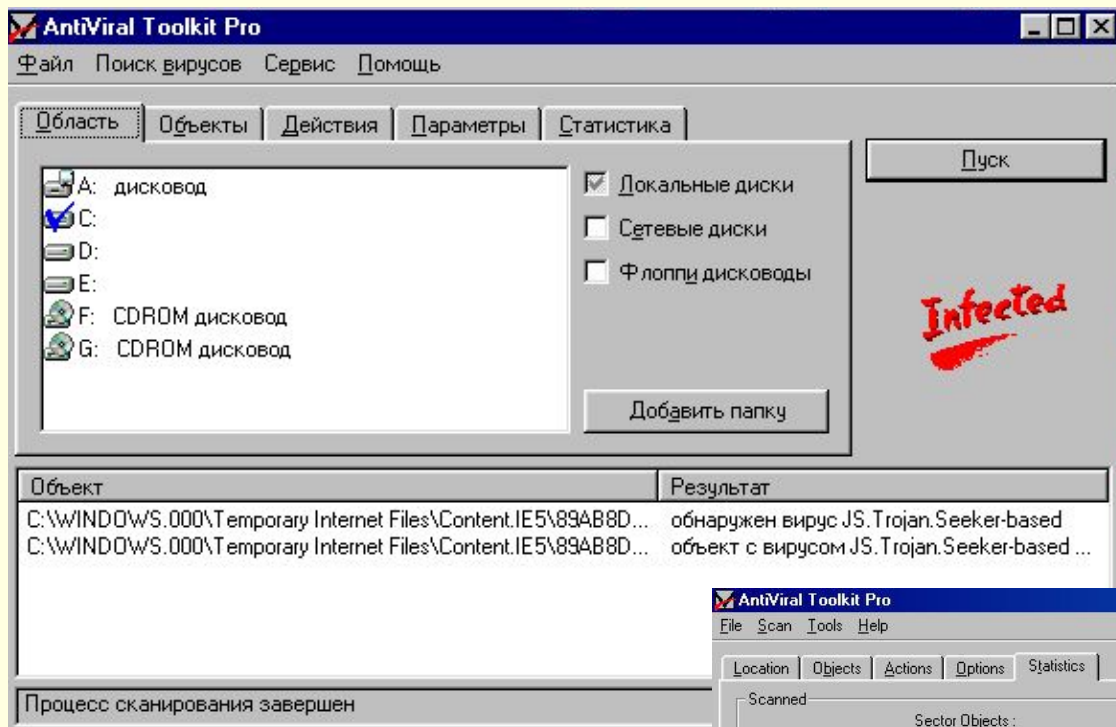 AntiViral Toolkit Pro
Файл Поиск вирусов Сервис Помощь
Область Объекты Действия Параметры Статистика
Пуск
A: дисковод
C:
D:
E:
F: CDROM дисковод
G: CDROM дисковод
Локальные диски
Сетевые диски
Флоппи дисководы
Добавить папку
Infected
Объект Результат
C:\WINDOWS.000\Temporary Internet Files\Content.IE5\89AB8D... обнаружен вирус JS.Trojan.Seeker-based
C:\WINDOWS.000\Temporary Internet Files\Content.IE5\89AB8D... объект с вирусом JS.Trojan.Seeker-based ...
Процесс сканирования завершен
AntiViral Toolkit Pro
File Scan Tools Help
Location Objects Actions Options Statistics
Scanned
Sector Objects :